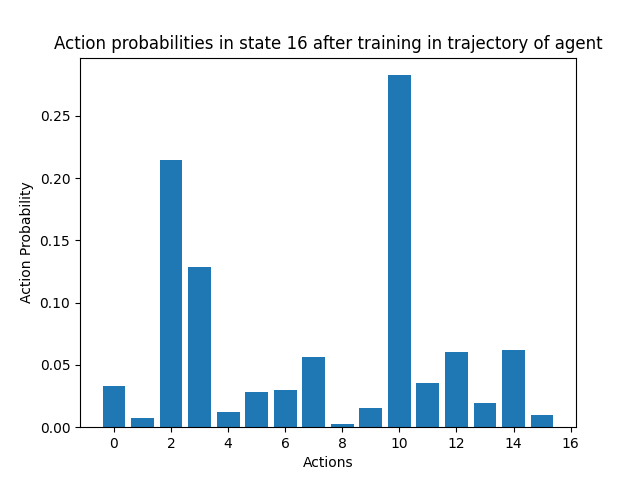 Action probabilities in state 16 after training in trajectory of agent
0.25
0.20
0.15
0.10
0.05
0.00
Action Probability
0 2 4 6 8 10 12 14 16
Actions